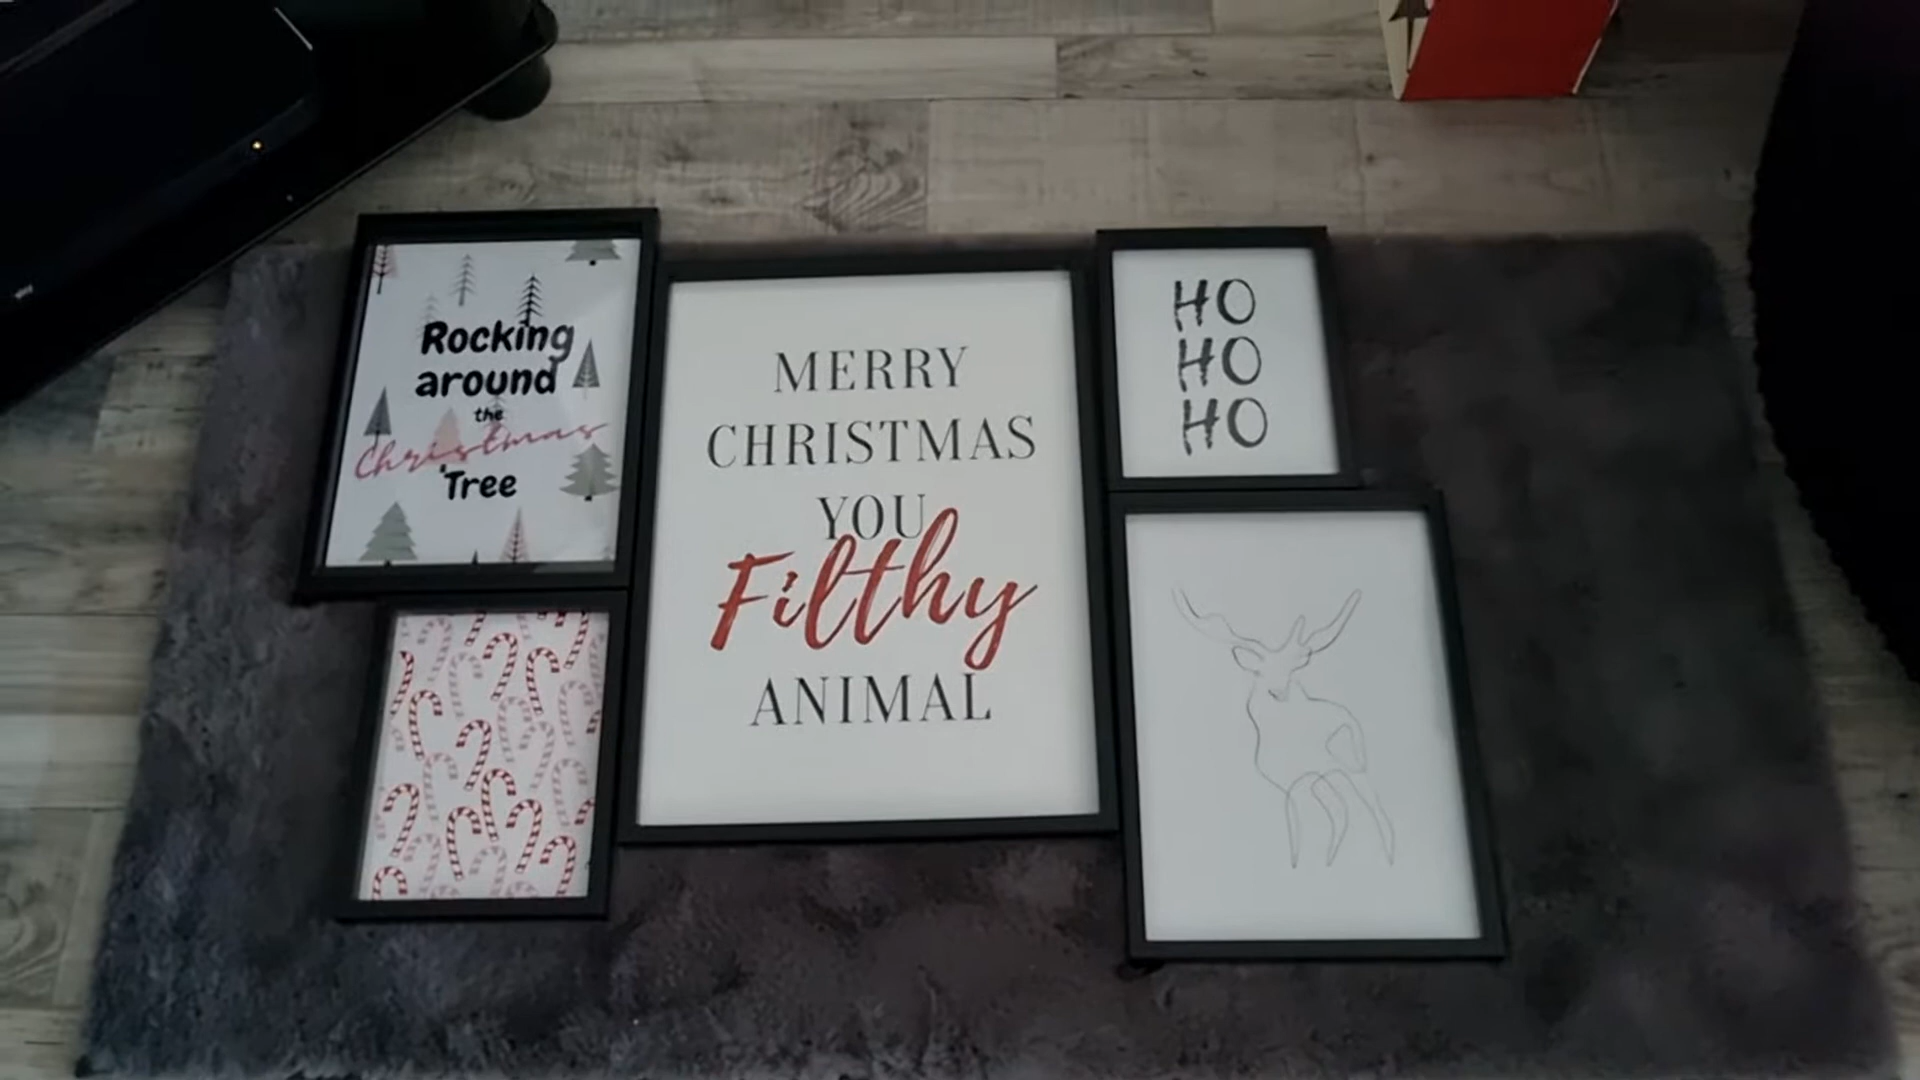 Rocking
around
the
Christmas
Tree
MERRY
CHRISTMAS
YOU
Filthy
ANIMAL
HO
HO
HO